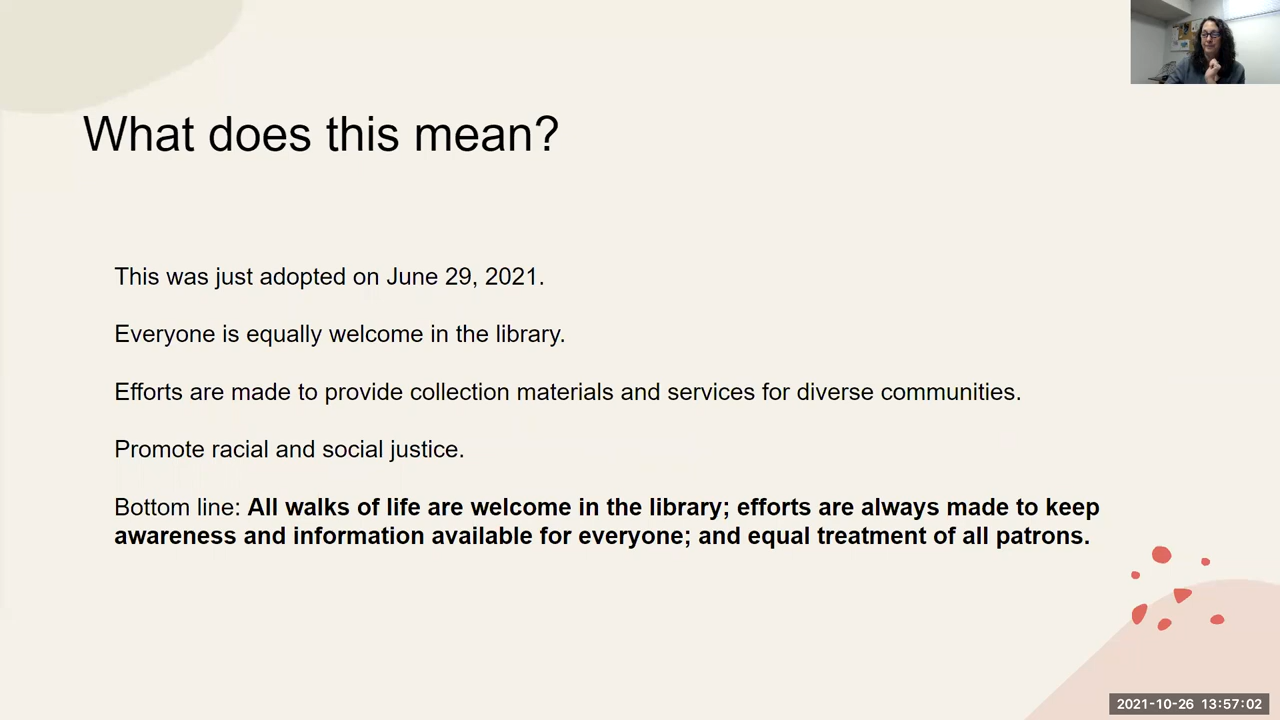 What does this mean?
This was just adopted on June 29, 2021.
Everyone is equally welcome in the library.
Efforts are made to provide collection materials and services for diverse communities.
Promote racial and social justice.
Bottom line: All walks of life are welcome in the library; efforts are always made to keep
awareness and information available for everyone; and equal treatment of all patrons.
2021-10-26 13:57:02